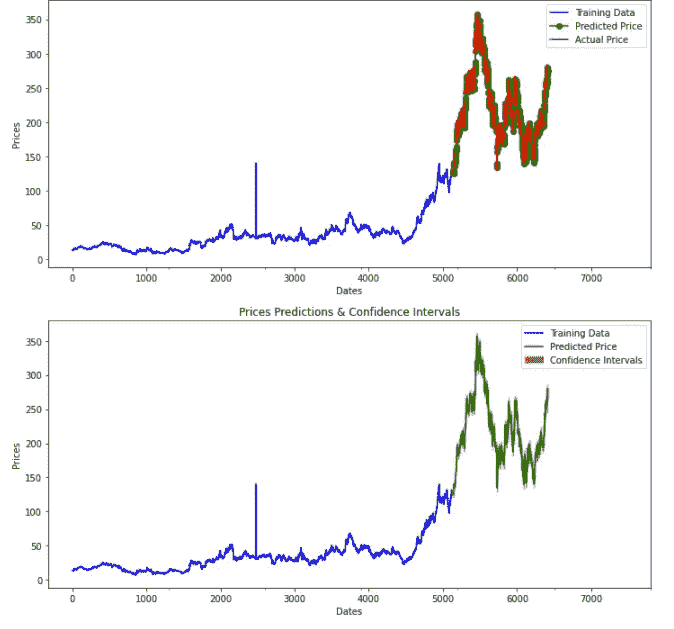 350
300
250
200
150
100
50
0
Prices
Training Data
Predicted Price
Actual Price
0 1000 2000 3000 4000 5000 6000 7000
Dates
Prices Predictions & Confidence Intervals
350
300
250
200
150
100
50
0
Prices
Training Data
Predicted Price
Confidence Intervals
0 1000 2000 3000 4000 5000 6000 7000
Dates